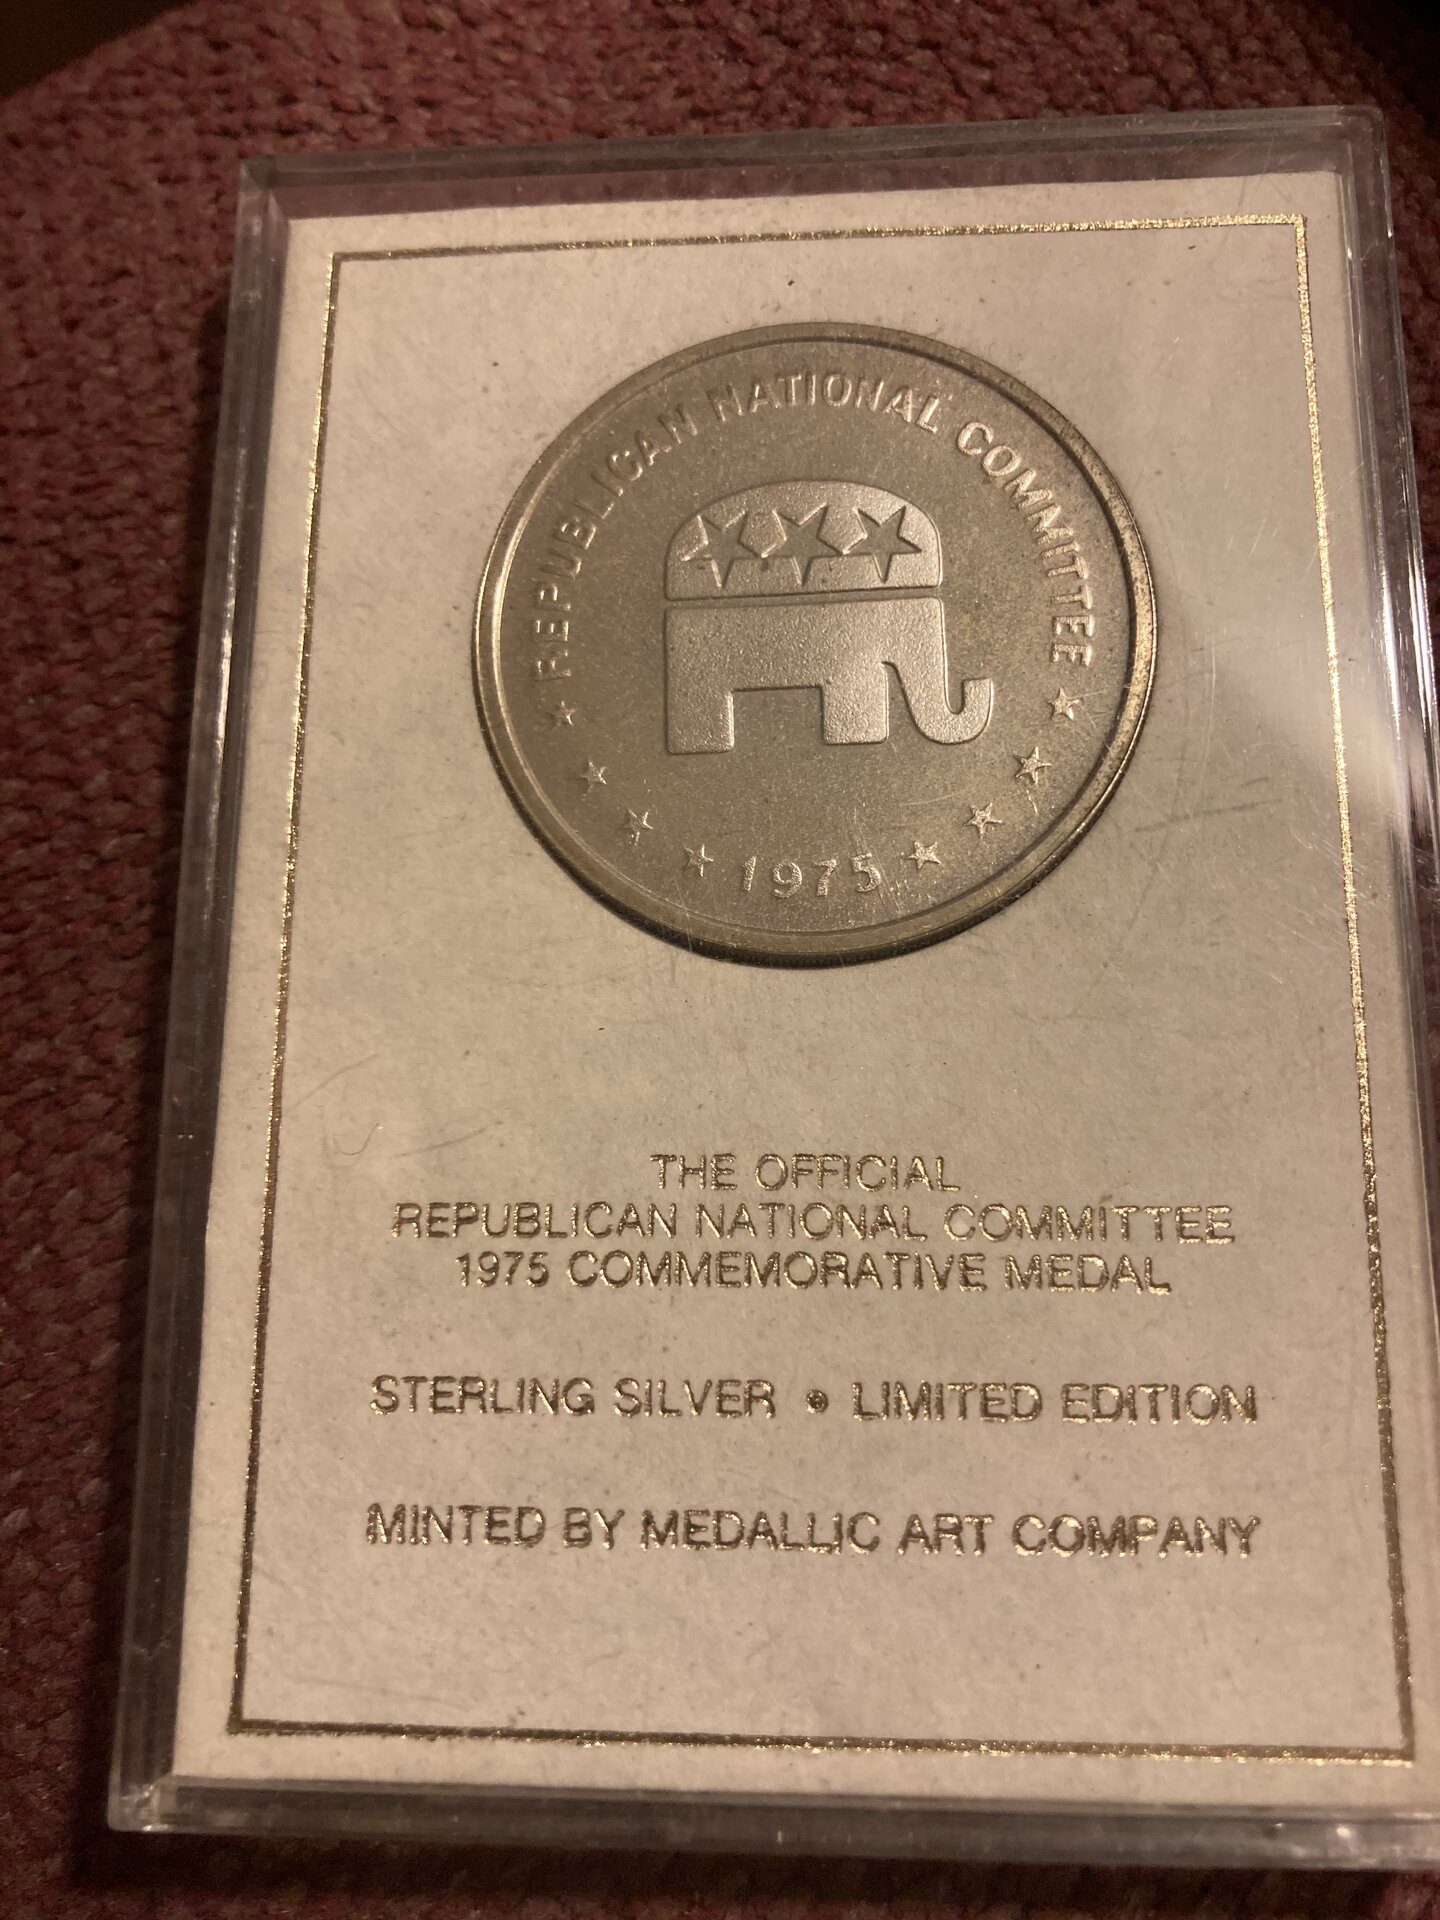 REPUBLICAN NATIONAL COMMITTEE
1975
THE OFFICIAL
REPUBLICAN NATIONAL COMMITTEE
1975 COMMEMORATIVE MEDAL
STERLING SILVER • LIMITED EDITION
MINTED BY MEDALLIC ART COMPANY